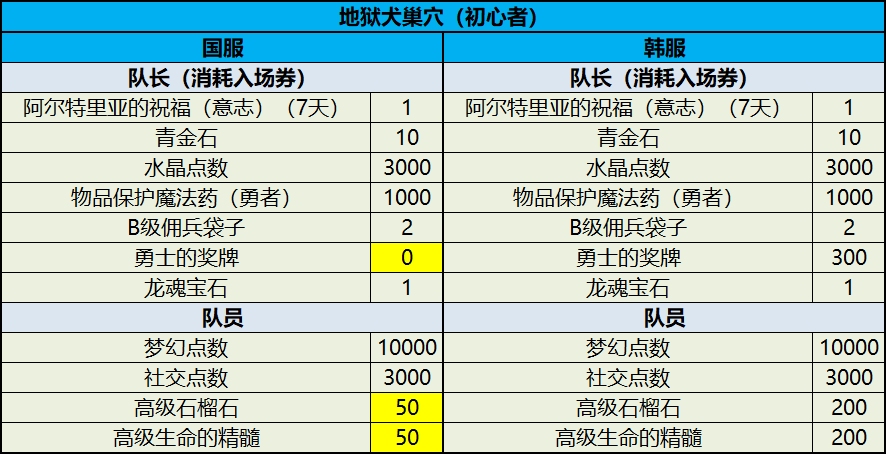 地狱犬巢穴（初心者）
国服 韩服
队长（消耗入场券） 队长（消耗入场券）
阿尔特里亚的祝福（意志）（7天） 1 阿尔特里亚的祝福（意志）（7天） 1
青金石 10 青金石 10
水晶点数 3000 水晶点数 3000
物品保护魔法药（勇者） 1000 物品保护魔法药（勇者） 1000
B级佣兵袋子 2 B级佣兵袋子 2
勇士的奖牌 0 勇士的奖牌 300
龙魂宝石 1 龙魂宝石 1
队员 队员
梦幻点数 10000 梦幻点数 10000
社交点数 3000 社交点数 3000
高级石榴石 50 高级石榴石 200
高级生命的精髓 50 高级生命的精髓 200